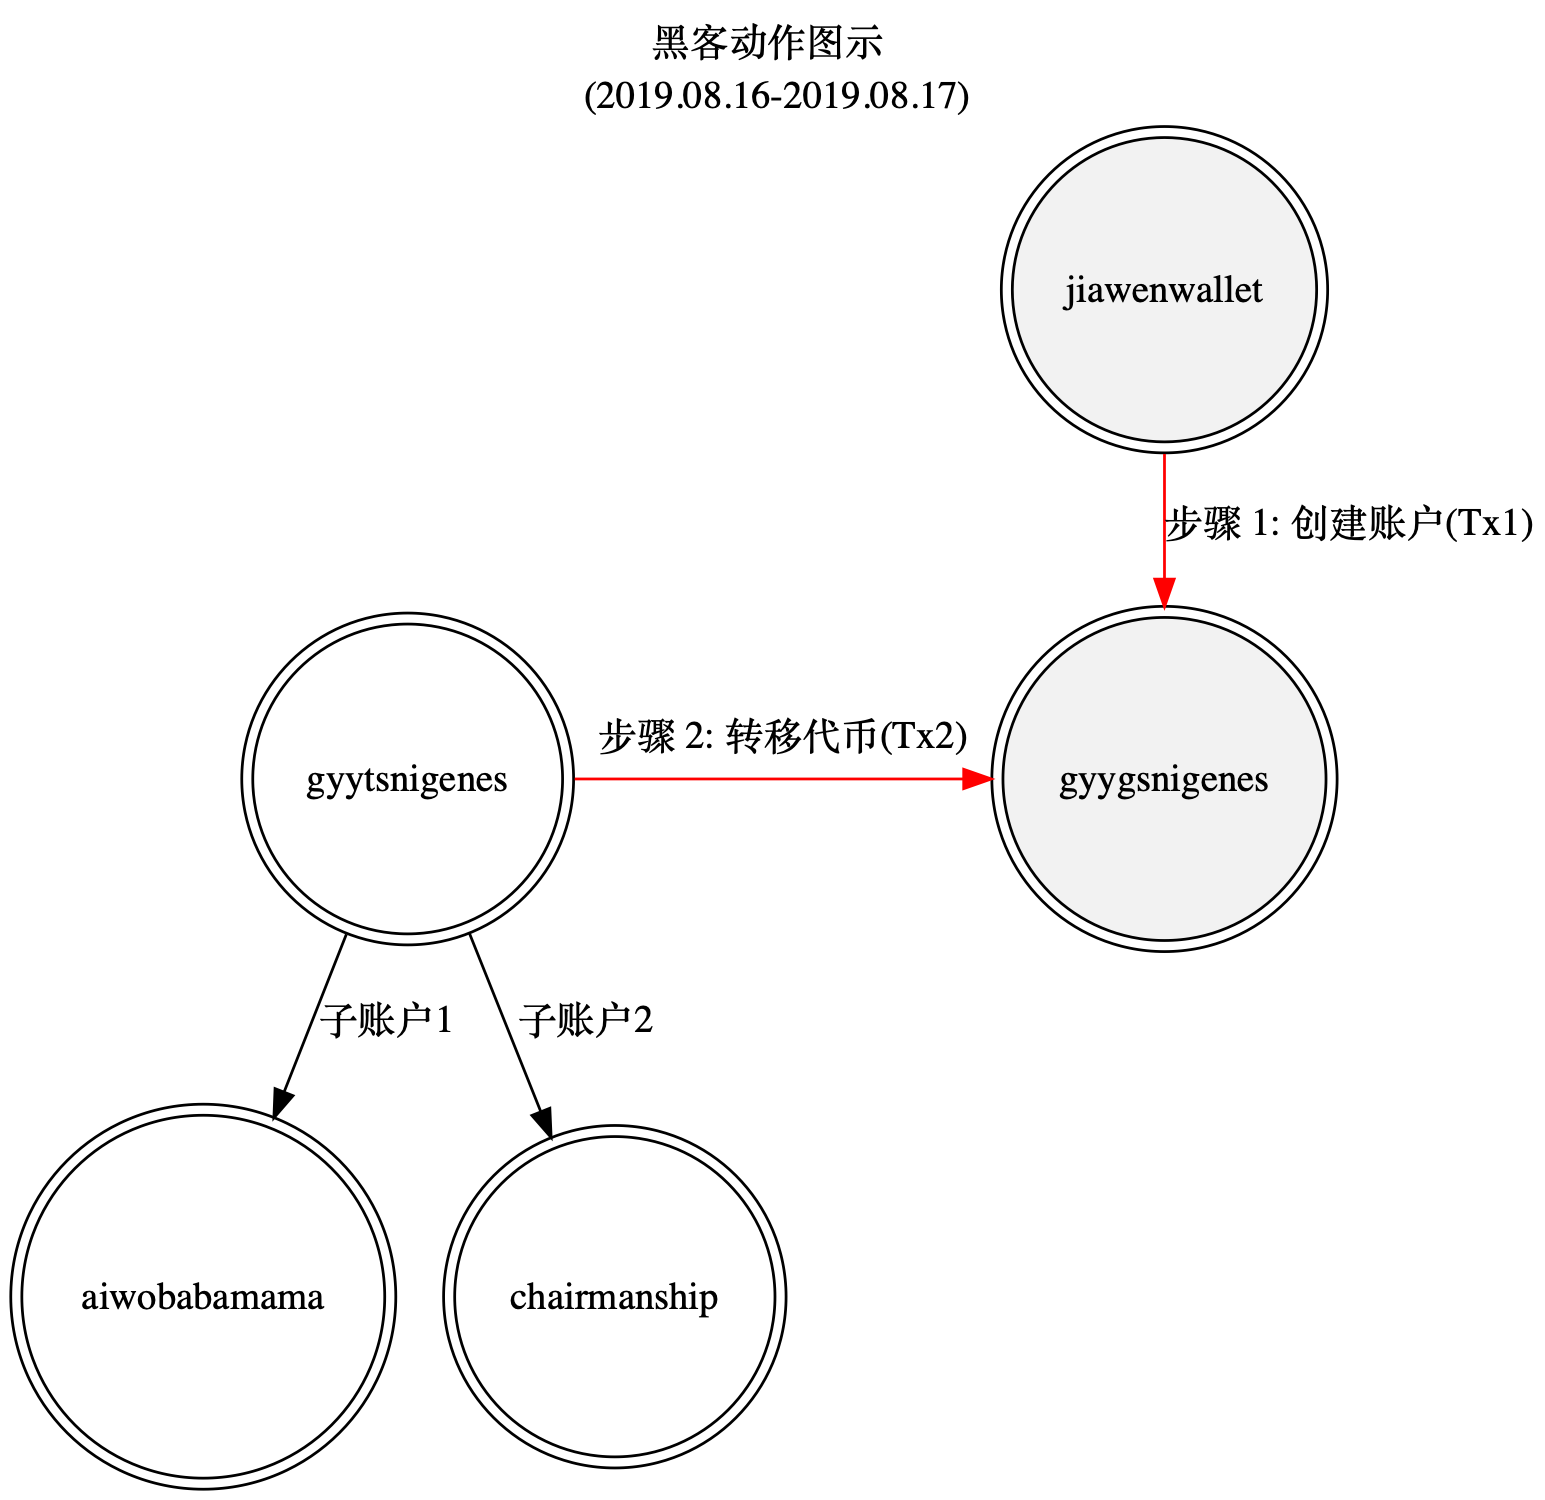 黑客动作图示
(2019.08.16-2019.08.17)
jiawenwallet
步骤 1: 创建账户(Tx1)
步骤 2: 转移代币(Tx2)
gyytsnigenes
gyygsnigenes
子账户1
子账户2
aiwobabamama
chairmanship